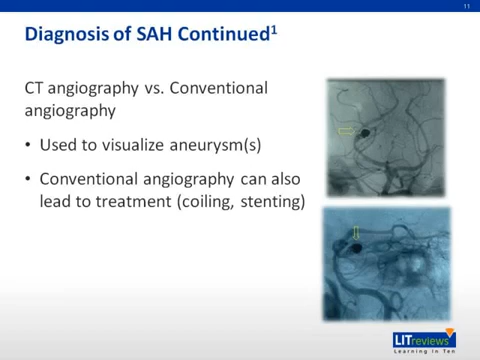 11
Diagnosis of SAH Continued1
CT angiography vs. Conventional
angiography
• Used to visualize aneurysm(s)
• Conventional angiography can also
lead to treatment (coiling, stenting)
LITreviews
Learning in Ten